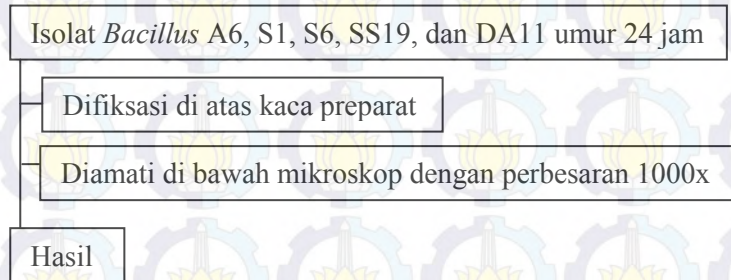 Isolat Bacillus A6, S1, S6, SS19, dan DA11 umur 24 jam
Difiksasi di atas kaca preparat
Diamati di bawah mikroskop dengan perbesaran 1000x
Hasil